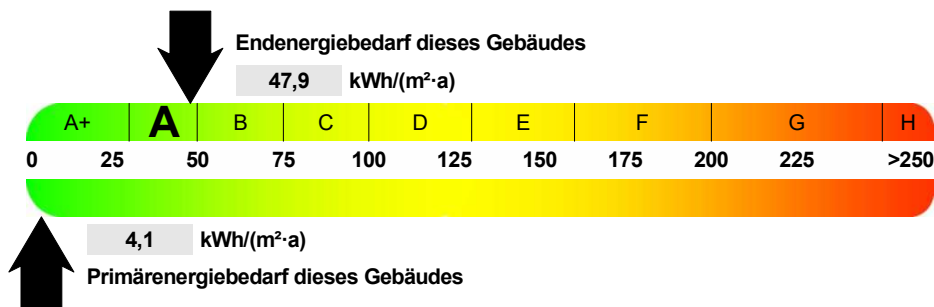 Endenergiebedarf dieses Gebäudes
47,9 kWh/(m²·a)
A+ A B C D E F G H
0 25 50 75 100 125 150 175 200 225 >250
4,1 kWh/(m²·a)
Primärenergiebedarf dieses Gebäudes